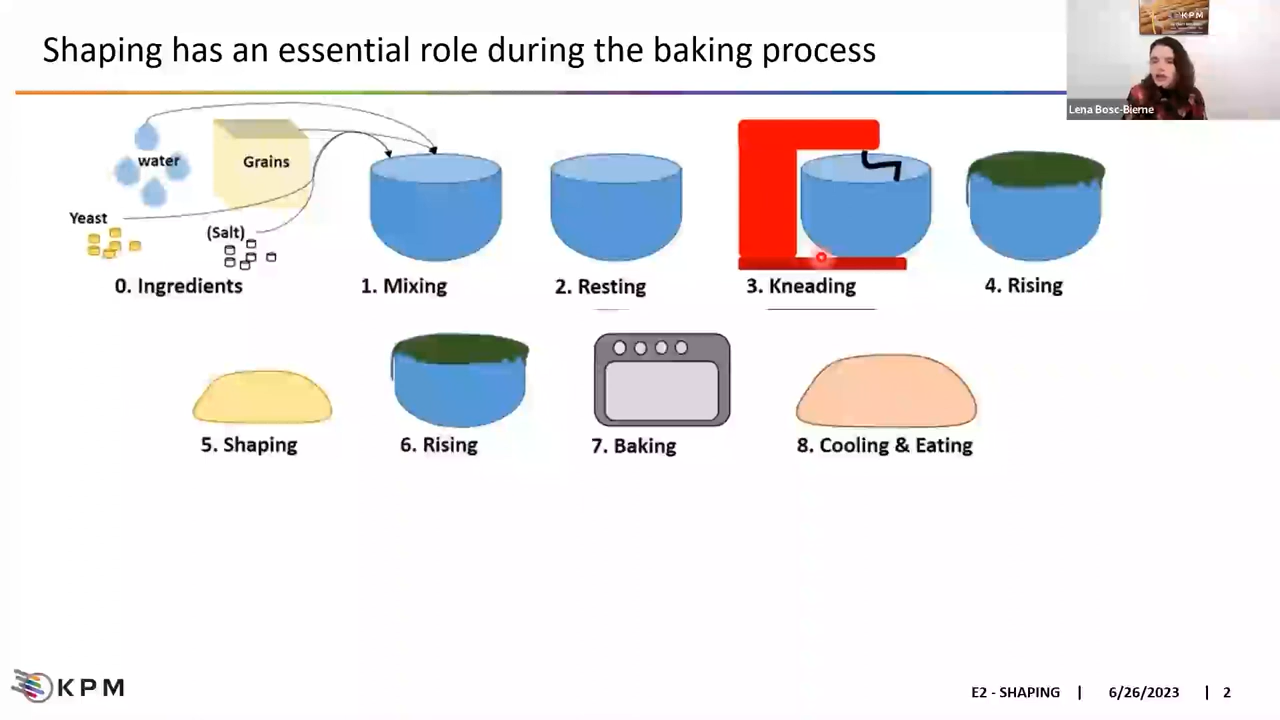 Shaping has an essential role during the baking process
KPM
Lena Bosc-Bieme
water
Grains
Yeast
(Salt)
0. Ingredients
1. Mixing
2. Resting
3. Kneading
4. Rising
5. Shaping
6. Rising
7. Baking
8. Cooling & Eating
KPM
E2 - SHAPING | 6/26/2023 | 2